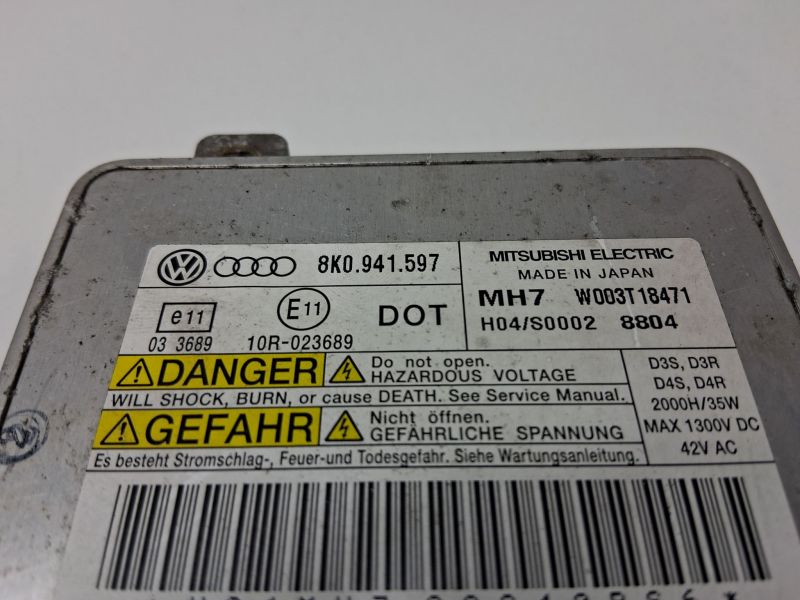 8K0.941.597
MITSUBISHI ELECTRIC
MADE IN JAPAN
MH7 W003T18471
H04/S0002 8804
e11
03 3689
E11
10R-023689
DOT
DANGER
Do not open.
HAZARDOUS VOLTAGE
WILL SHOCK, BURN, or cause DEATH. See Service Manual.
GEFAHR
Nicht öffnen.
GEFÄHRLICHE SPANNUNG
Es besteht Stromschlag-, Feuer-und Todesgefahr. Siehe Wartungsanleitung.
D3S, D3R
D4S, D4R
2000H/35W
MAX 1300V DC
42V AC